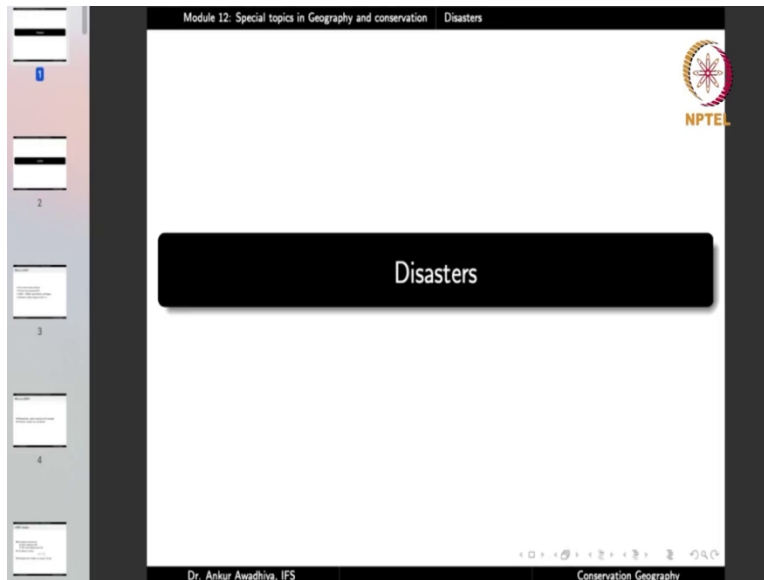 Module 12: Special topics in Geography and conservation Disasters
NPTEL
Disasters
1
2
3
4
Dr. Ankur Awadhiya, IFS Conservation Geography